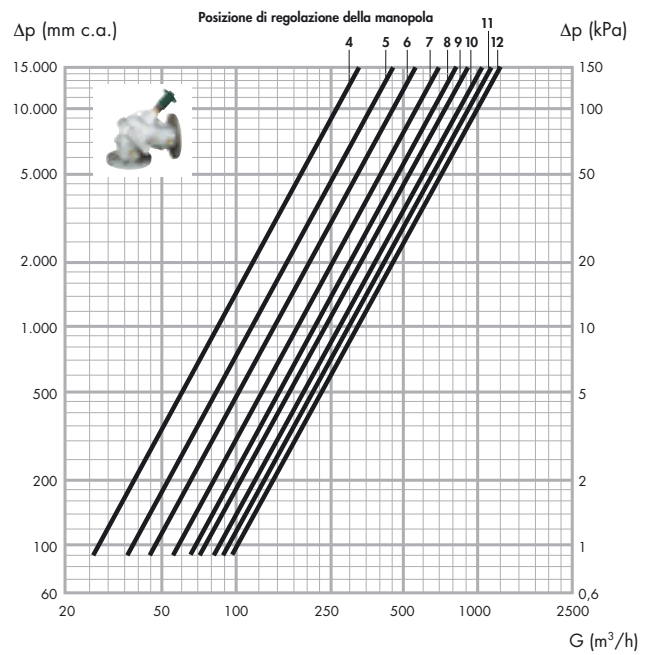 Posizione di regolazione della manopola
Δp (mm c.a.)
Δp (kPa)
4 5 6 7 8 9 10 11 12
15.000 150
10.000 100
5.000 50
2.000 20
1.000 10
500 5
200 2
100 1
60 0,6
20 50 100 250 500 1000 2500
G (m³/h)